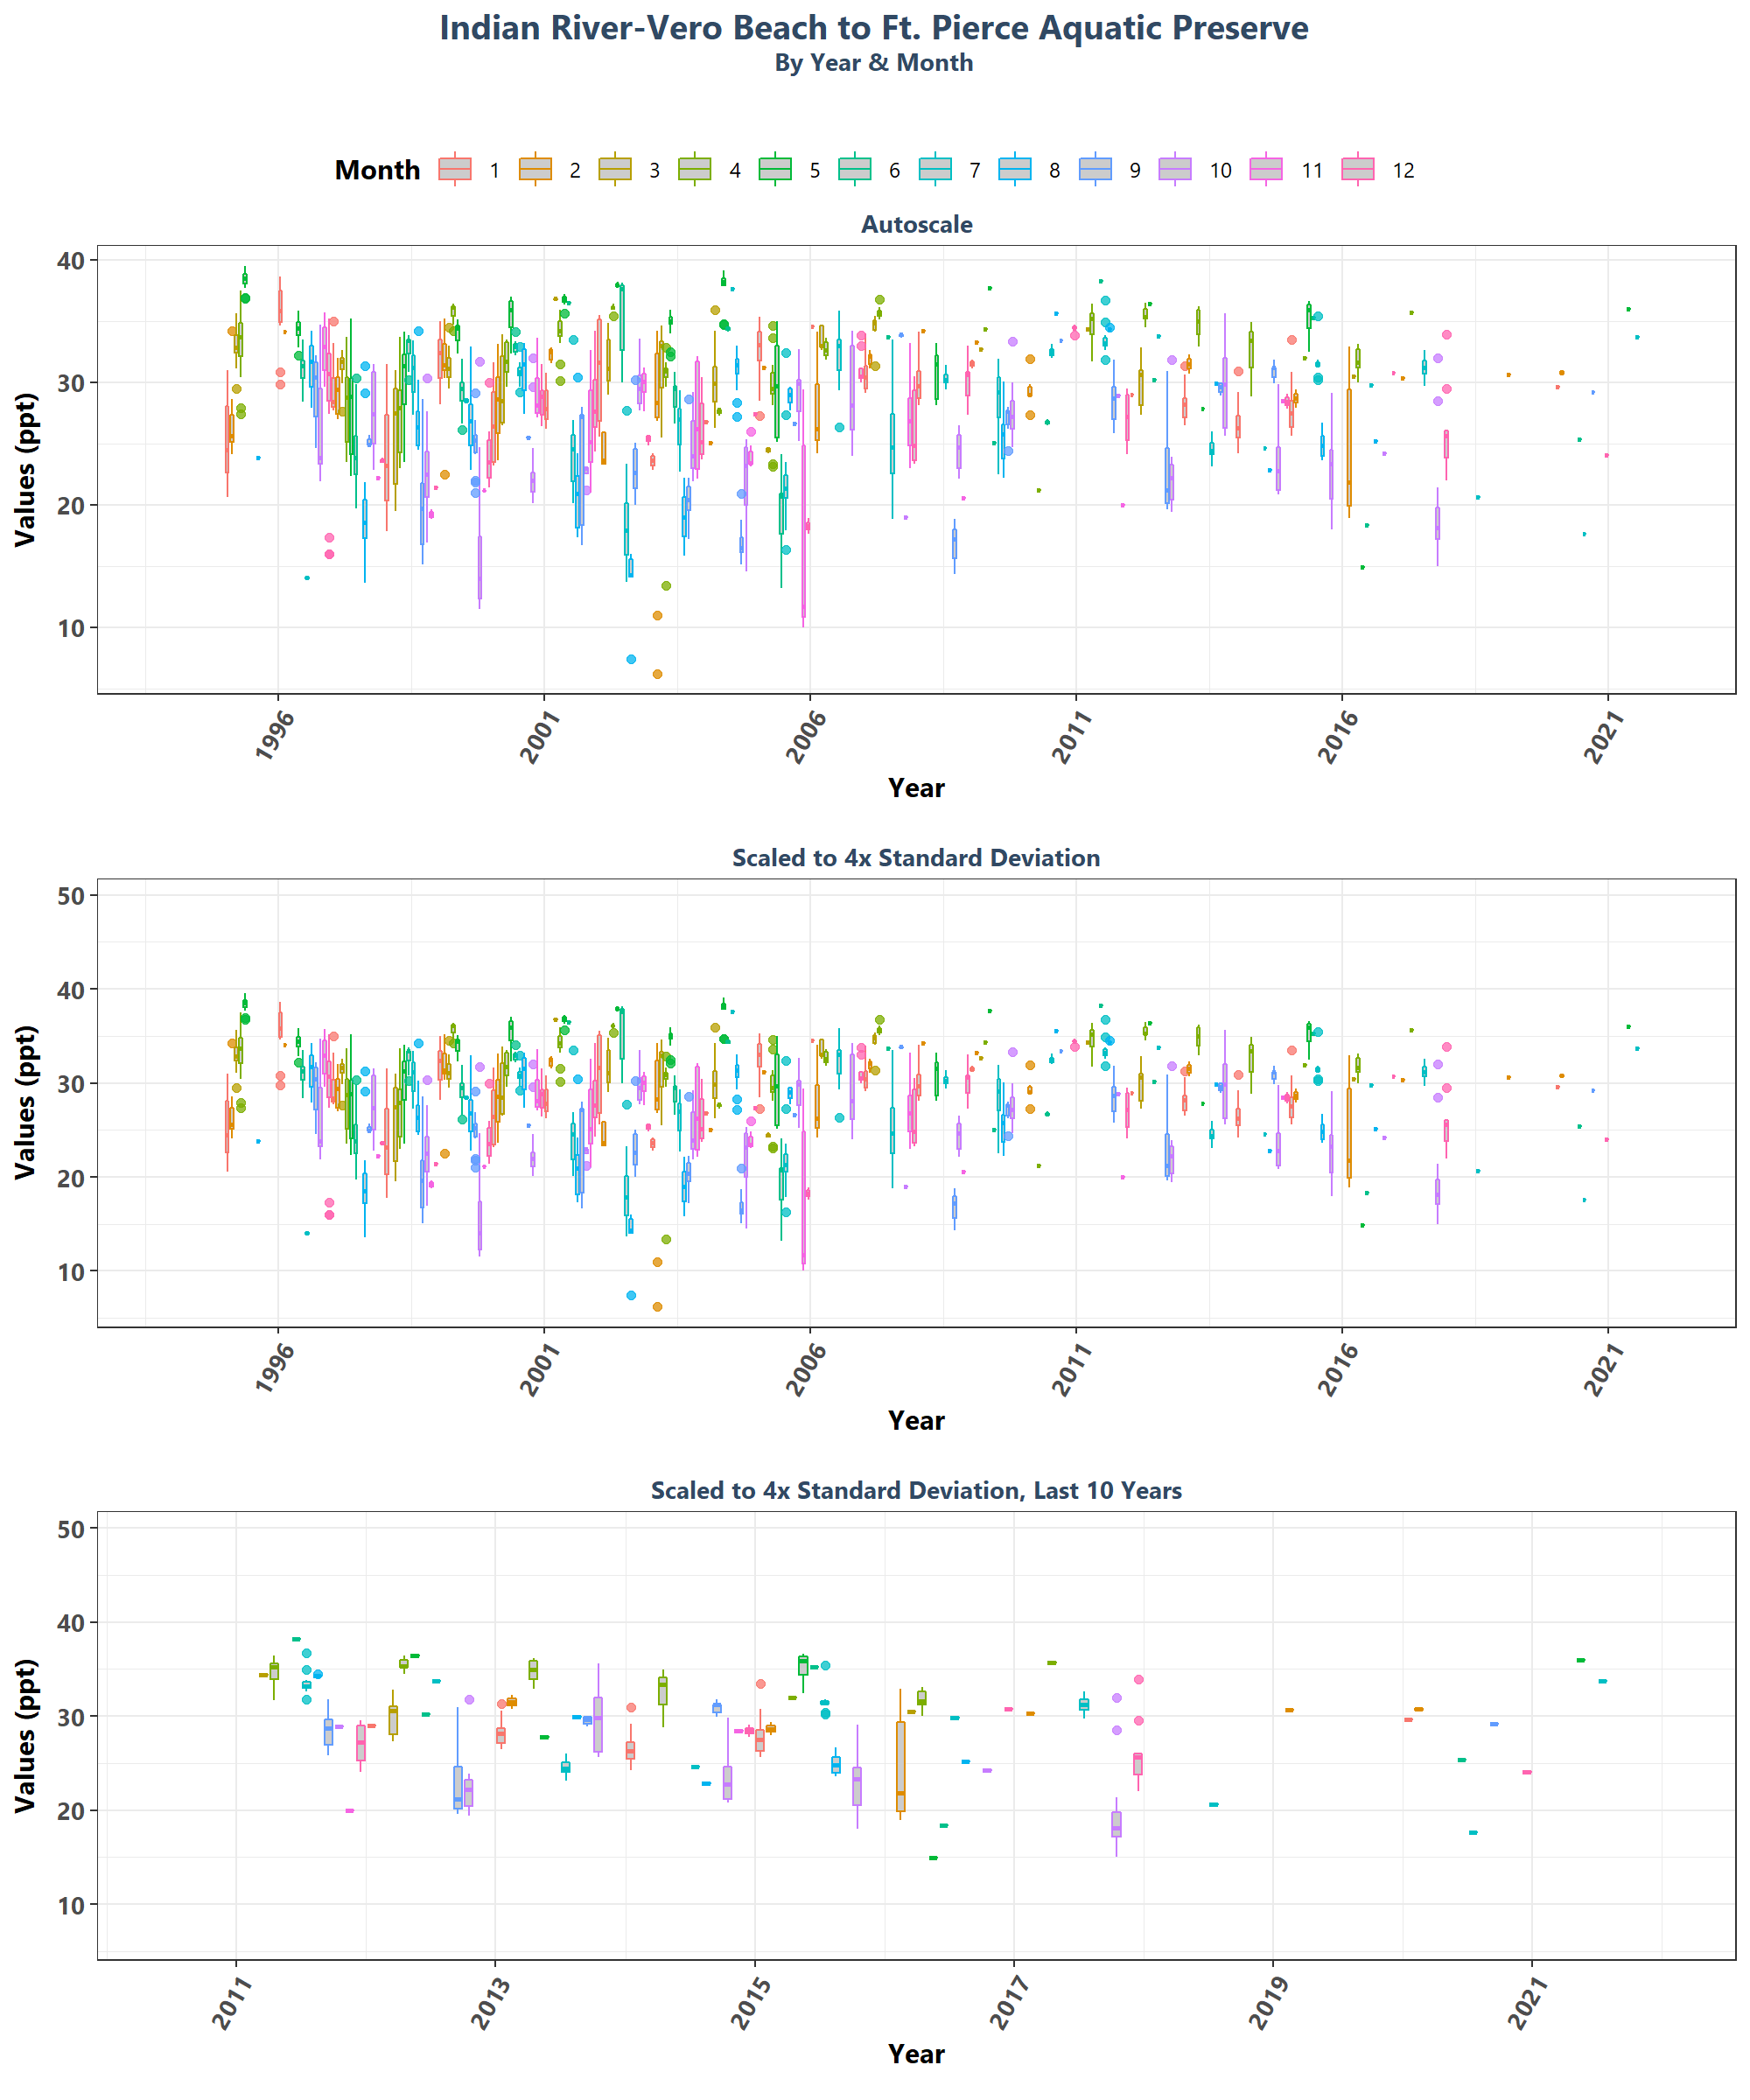 Indian River-Vero Beach to Ft. Pierce Aquatic Preserve
By Year & Month
Month 1 2 3 4 5 6 7 8 9 10 11 12
Autoscale
Values (ppt)
40
30
20
10
1996 2001 2006 2011 2016 2021
Year
Scaled to 4x Standard Deviation
Values (ppt)
50
40
30
20
10
1996 2001 2006 2011 2016 2021
Year
Scaled to 4x Standard Deviation, Last 10 Years
Values (ppt)
50
40
30
20
10
2011 2013 2015 2017 2019 2021
Year